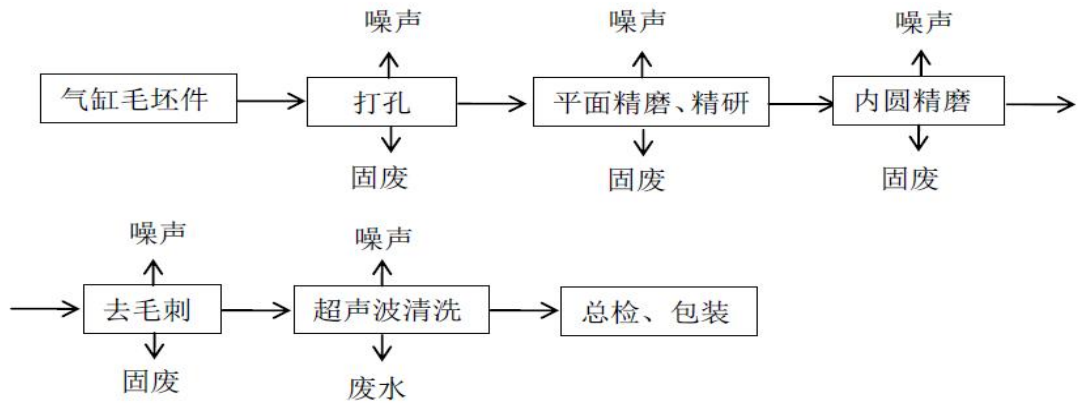 噪声 噪声 噪声
气缸毛坯件 打孔 平面精磨、精研 内圆精磨
固废 固废 固废
噪声 噪声
去毛刺 超声波清洗 总检、包装
固废 废水